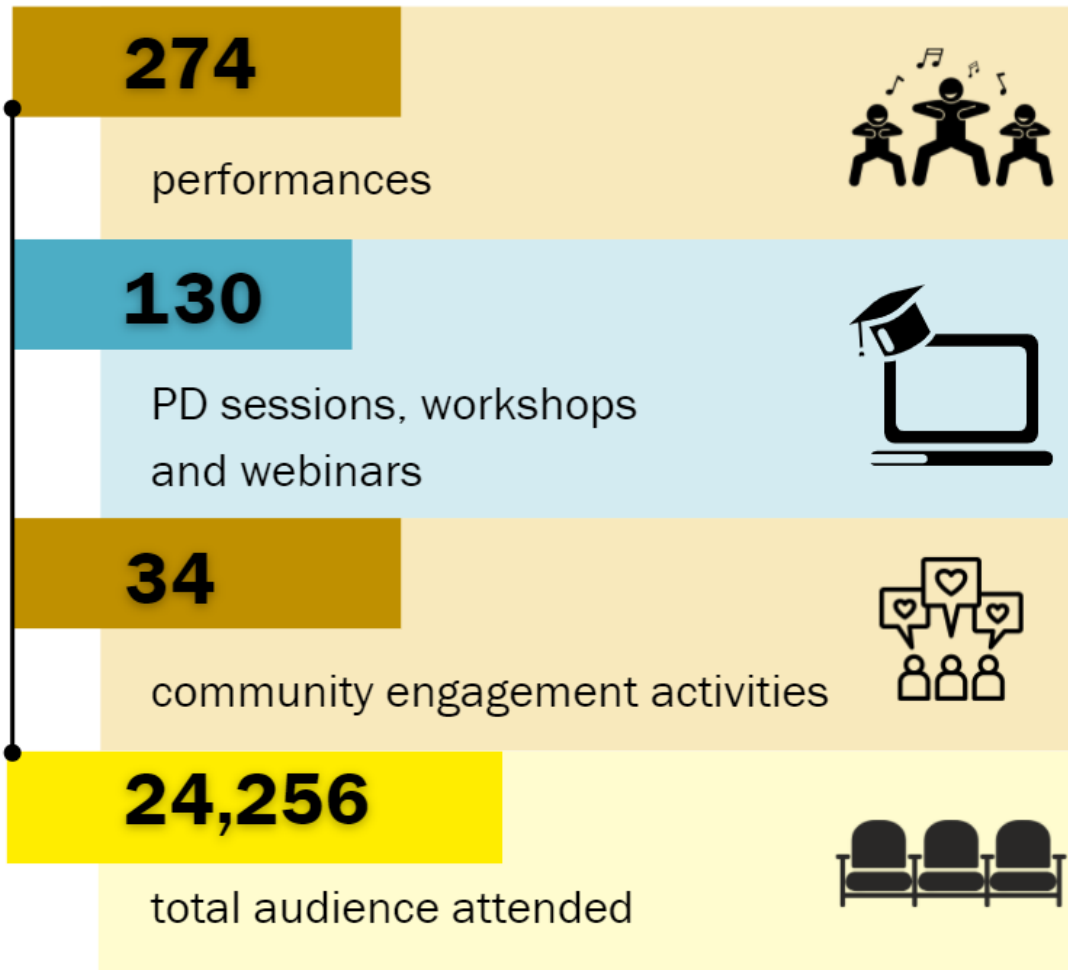 274
performances
130
PD sessions, workshops
and webinars
34
community engagement activities
24,256
total audience attended